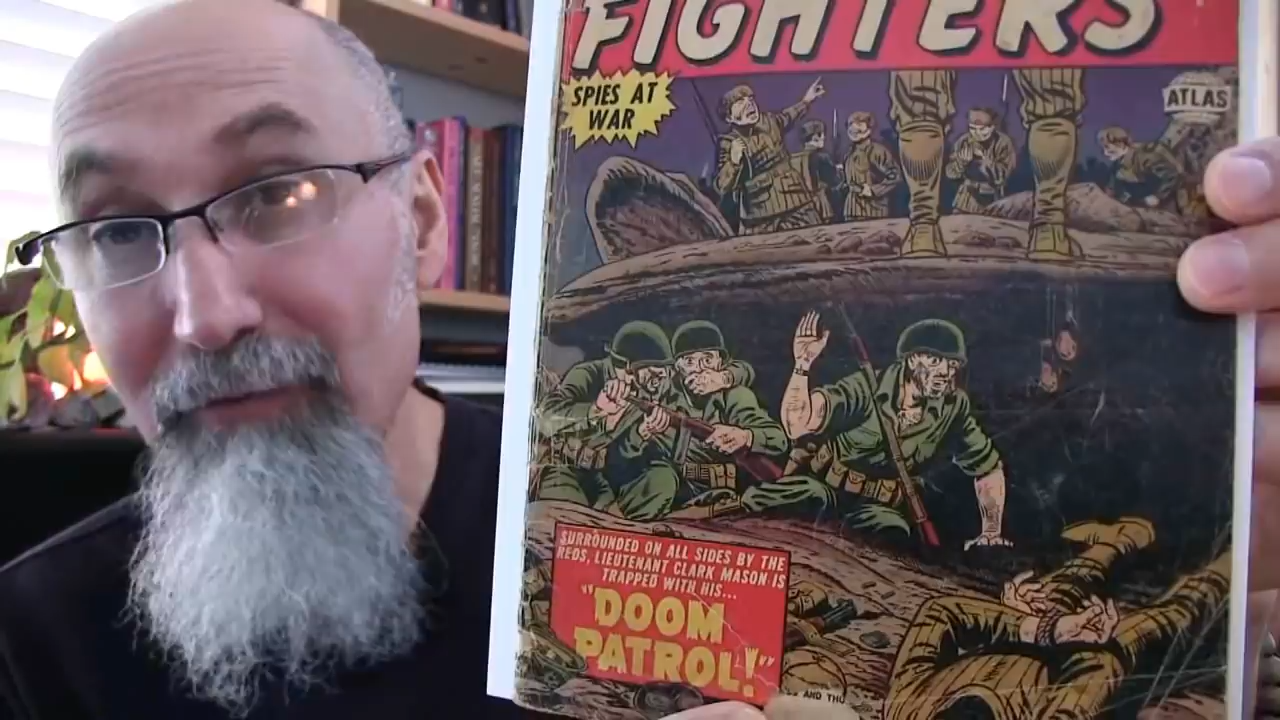 FIGHTERS
SPIES AT
WAR
ATLAS
SURROUNDED ON ALL SIDES BY THE
REDS, LIEUTENANT CLARK MASON IS
TRAPPED WITH HIS...
"DOOM
PATROL!"
AND THE